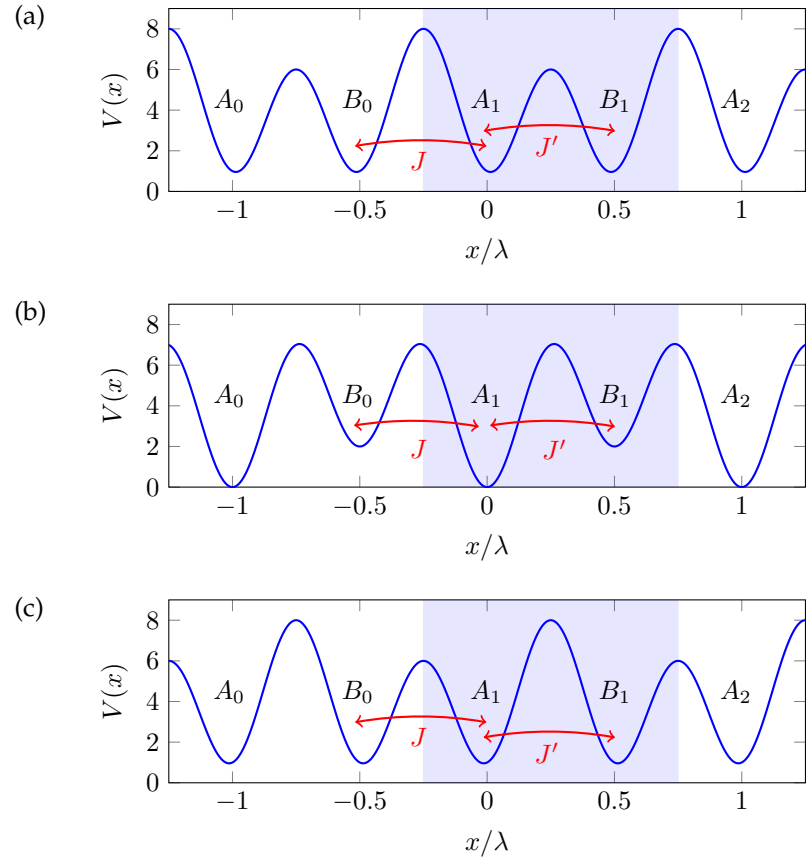 (a)
V(x)
8
6
4
2
0
A₀ B₀ A₁ B₁ A₂
J J′
−1 −0.5 0 0.5 1
x/λ
(b)
V(x)
8
6
4
2
0
A₀ B₀ A₁ B₁ A₂
J J′
−1 −0.5 0 0.5 1
x/λ
(c)
V(x)
8
6
4
2
0
A₀ B₀ A₁ B₁ A₂
J J′
−1 −0.5 0 0.5 1
x/λ